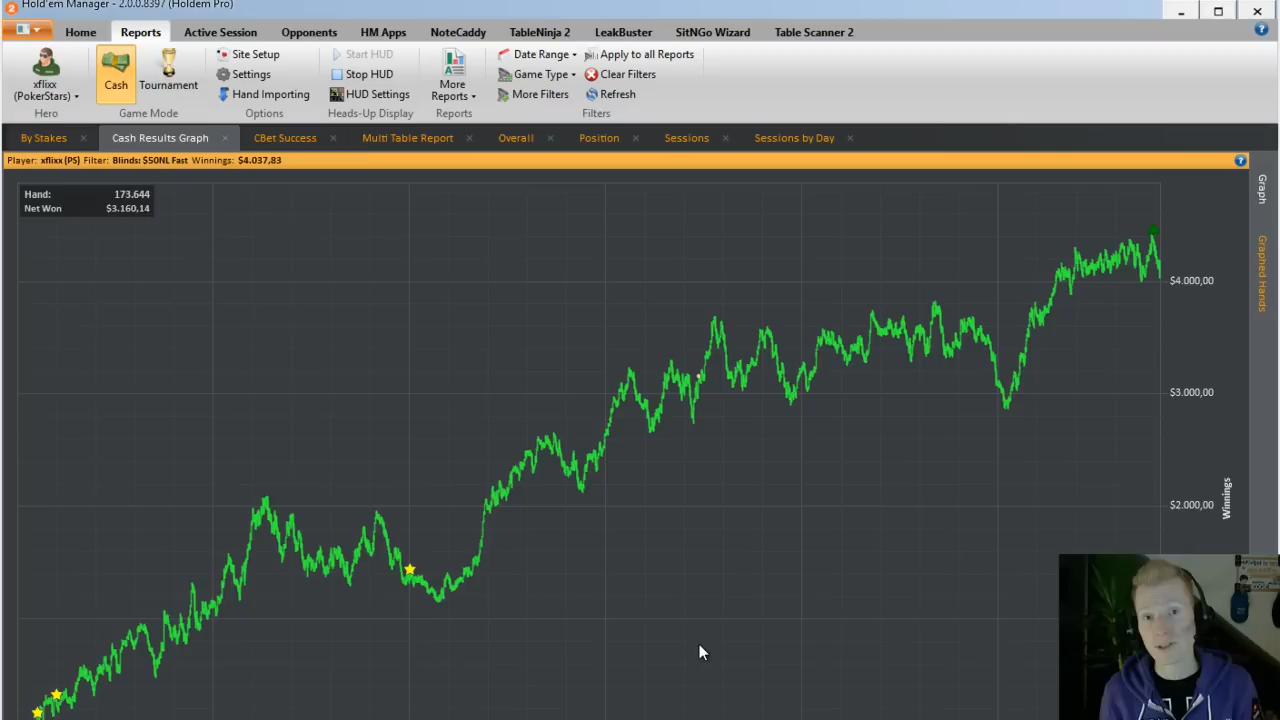 Hold'em Manager - 2.0.0.8397 (Holdem Pro)
Home Reports Active Session Opponents HM Apps NoteCaddy TableNinja 2 LeakBuster SitNGo Wizard Table Scanner 2
xflixx
(PokerStars)
Hero
Cash Tournament
Game Mode
Site Setup
Settings
Hand Importing
Options
Start HUD
Stop HUD
HUD Settings
Heads-Up Display
More
Reports
Reports
Date Range
Game Type
More Filters
Apply to all Reports
Clear Filters
Refresh
Filters
By Stakes Cash Results Graph CBet Success Multi Table Report Overall Position Sessions Sessions by Day
Player: xflixx (PS) Filter: Blinds: $50NL Fast Winnings: $4.037,83
Hand: 173.644
Net Won $3.160,14
Graph
Graphed Hands
$4.000,00
$3.000,00
$2.000,00
Winnings